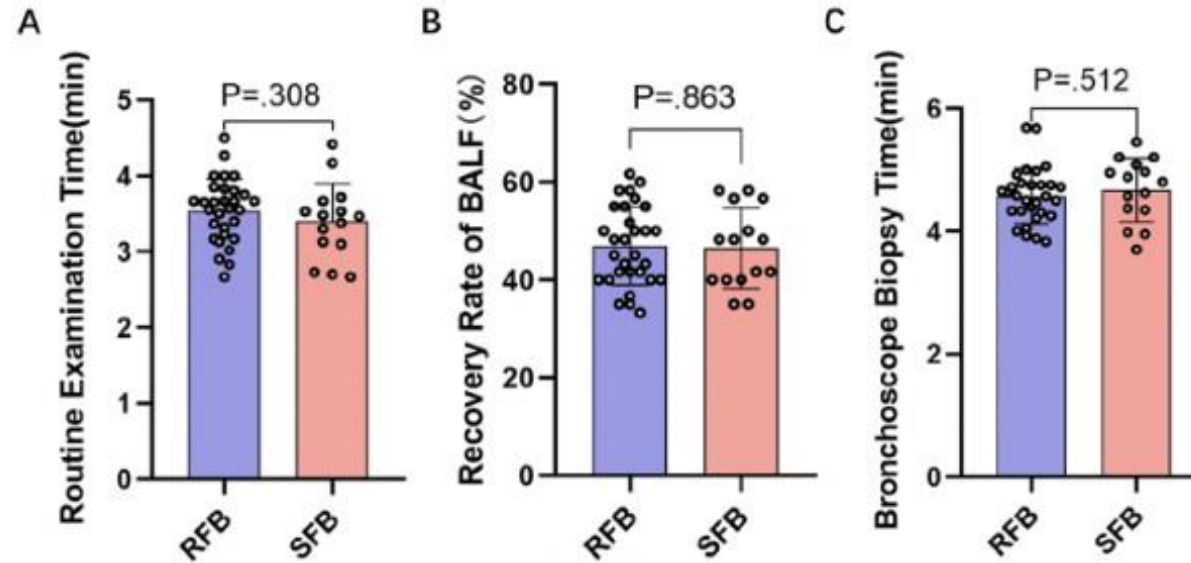 A
Routine Examination Time(min)
P=.308
5
4
3
2
1
0
RFB
SFB
B
Recovery Rate of BALF(%)
P=.863
80
60
40
20
0
RFB
SFB
C
Bronchoscope Biopsy Time(min)
P=.512
6
4
2
0
RFB
SFB